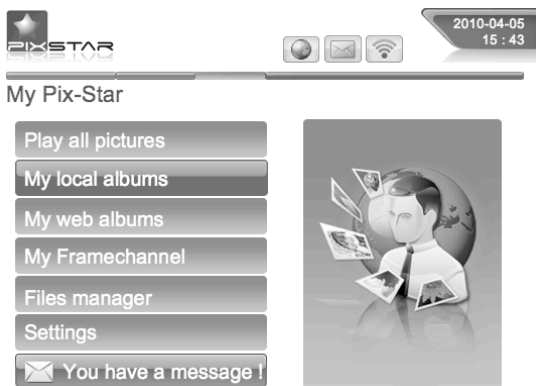 PIXSTAR
2010-04-05
15 : 43
My Pix-Star
Play all pictures
My local albums
My web albums
My Framechannel
Files manager
Settings
You have a message !